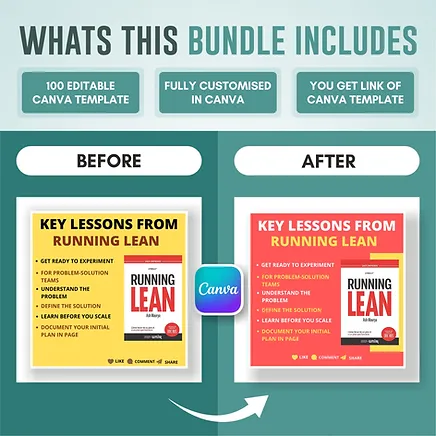 WHATS THIS BUNDLE INCLUDES
100 EDITABLE
CANVA TEMPLATE
FULLY CUSTOMISED
IN CANVA
YOU GET LINK OF
CANVA TEMPLATE
BEFORE
AFTER
KEY LESSONS FROM
RUNNING LEAN
GET READY TO EXPERIMENT
FOR PROBLEM-SOLUTION
TEAMS
UNDERSTAND THE
PROBLEM
DEFINE THE SOLUTION
LEARN BEFORE YOU SCALE
DOCUMENT YOUR INITIAL
PLAN IN PAGE
RUNNING
LEAN
Ash Maurya
LIKE
COMMENT
SHARE
Canva
KEY LESSONS FROM
RUNNING LEAN
GET READY TO EXPERIMENT
FOR PROBLEM-SOLUTION
TEAMS
UNDERSTAND THE
PROBLEM
DEFINE THE SOLUTION
LEARN BEFORE YOU SCALE
DOCUMENT YOUR INITIAL
PLAN IN PAGE
RUNNING
LEAN
Ash Maurya
LIKE
COMMENT
SHARE